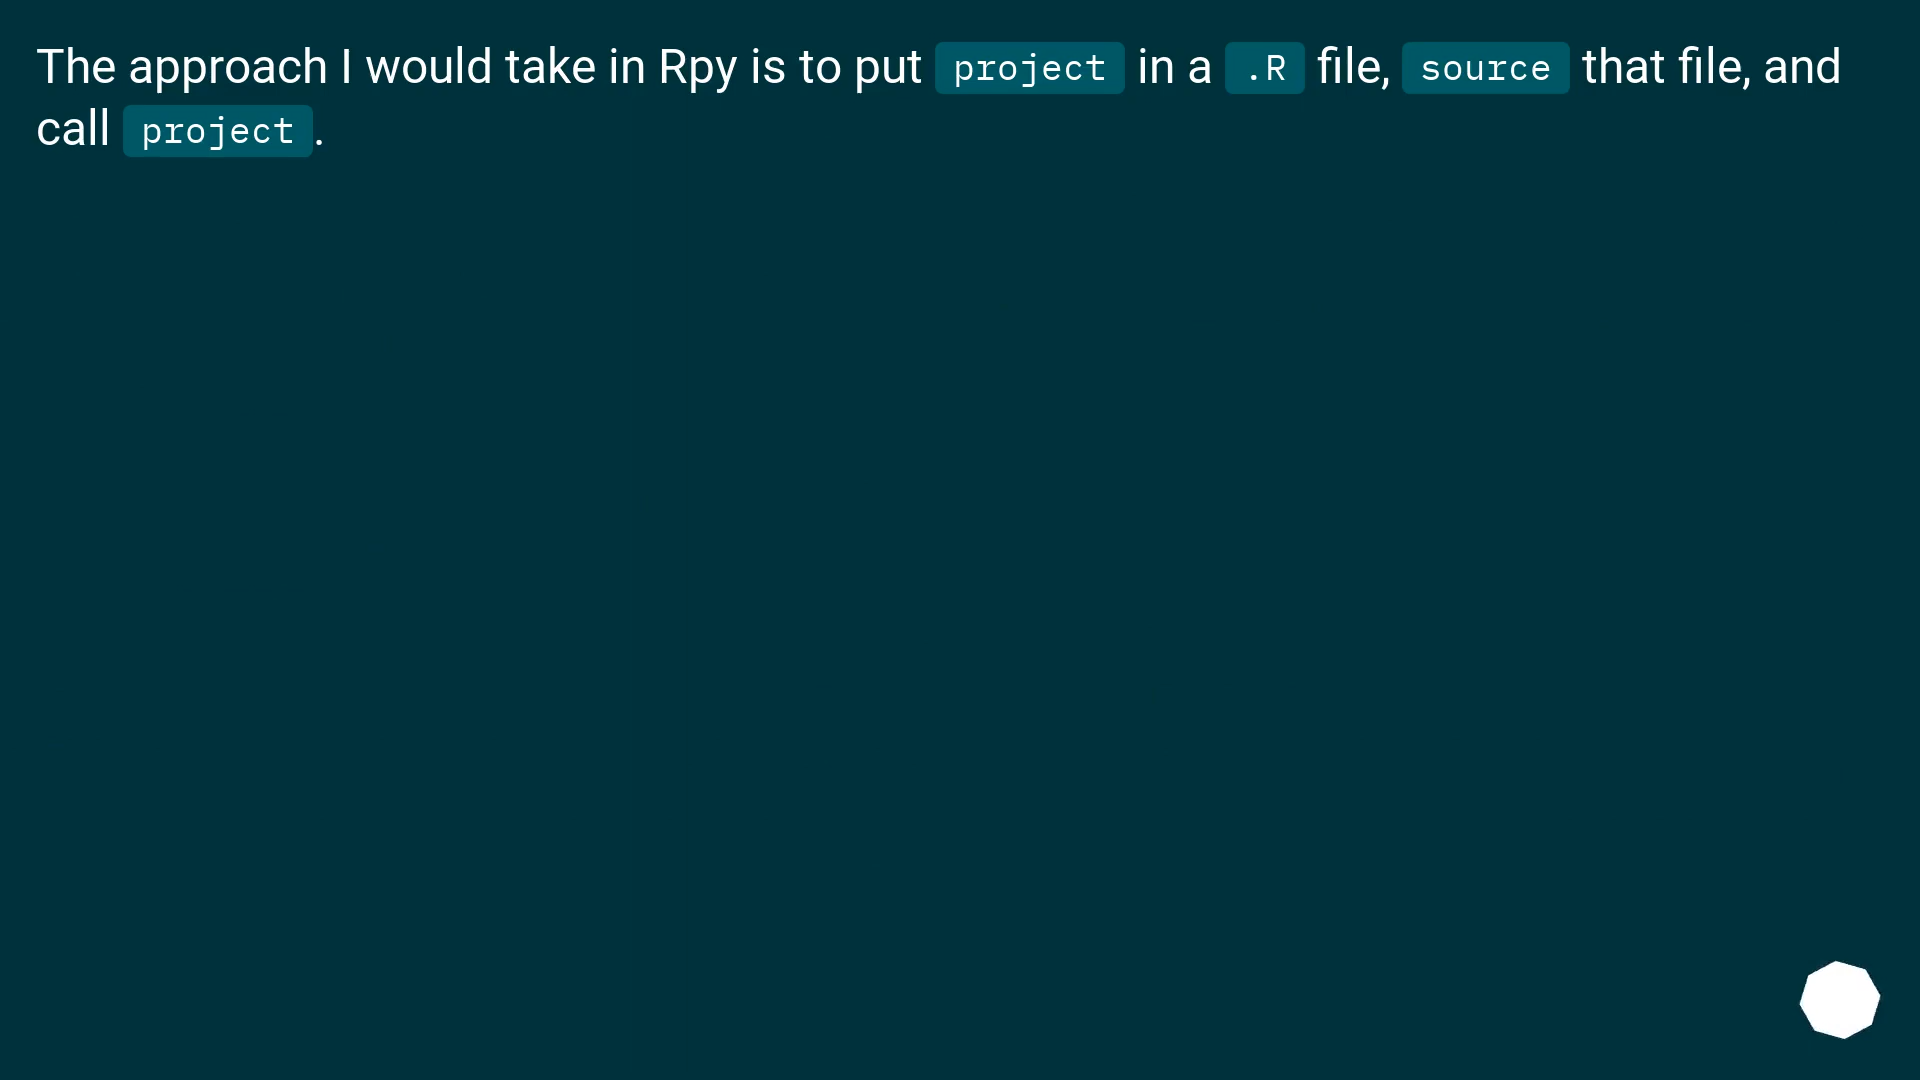 The approach I would take in Rpy is to put project in a .R file, source that file, and
call project.